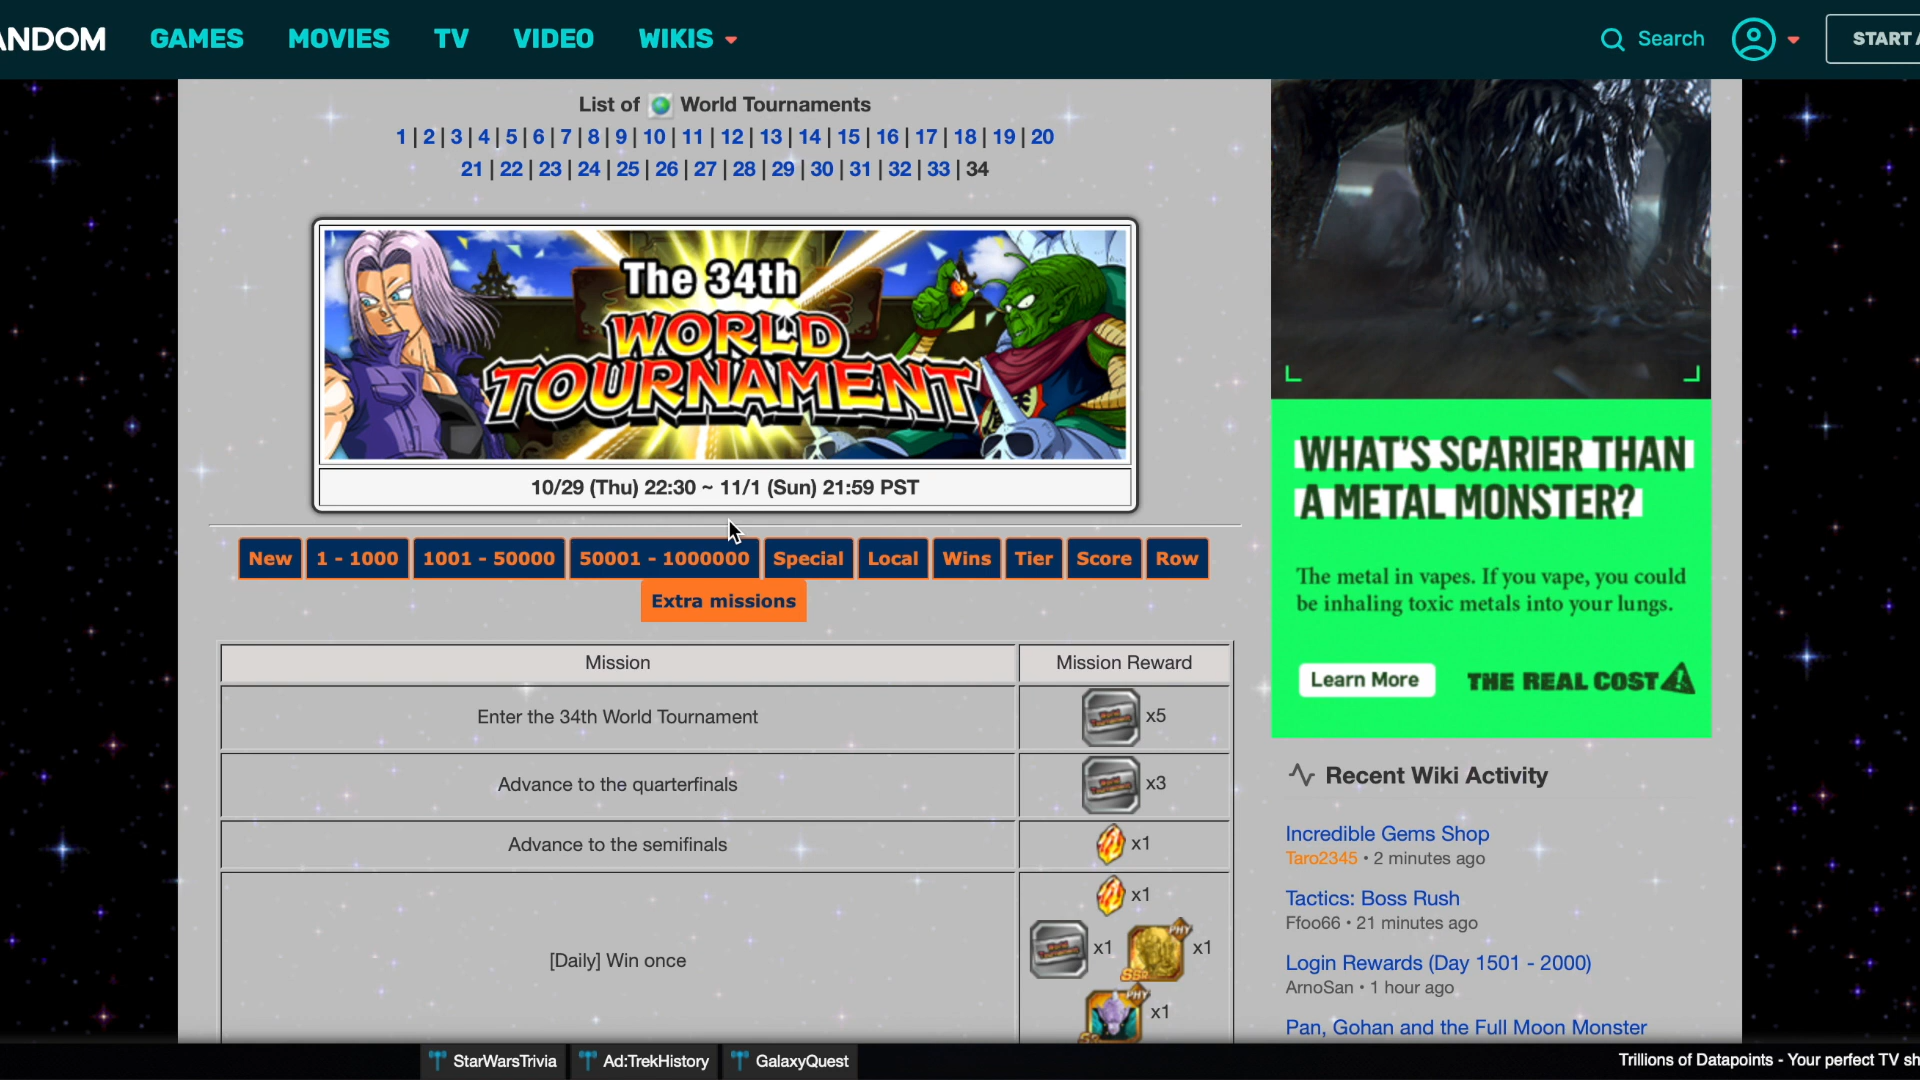 ANDOM GAMES MOVIES TV VIDEO WIKIS Search START A
List of World Tournaments
1 | 2 | 3 | 4 | 5 | 6 | 7 | 8 | 9 | 10 | 11 | 12 | 13 | 14 | 15 | 16 | 17 | 18 | 19 | 20
21 | 22 | 23 | 24 | 25 | 26 | 27 | 28 | 29 | 30 | 31 | 32 | 33 | 34
The 34th
WORLD
TOURNAMENT
10/29 (Thu) 22:30 ~ 11/1 (Sun) 21:59 PST
New 1 - 1000 1001 - 50000 50001 - 1000000 Special Local Wins Tier Score Row
Extra missions
Mission Mission Reward
Enter the 34th World Tournament x5
Advance to the quarterfinals x3
Advance to the semifinals x1
x1
PHY
x1 x1
[Daily] Win once
PHY
x1
WHAT'S SCARIER THAN
A METAL MONSTER?
The metal in vapes. If you vape, you could
be inhaling toxic metals into your lungs.
Learn More THE REAL COST
Recent Wiki Activity
Incredible Gems Shop
Taro2345 • 2 minutes ago
Tactics: Boss Rush
Ffoo66 • 21 minutes ago
Login Rewards (Day 1501 - 2000)
ArnoSan • 1 hour ago
Pan, Gohan and the Full Moon Monster
StarWarsTrivia Ad:TrekHistory GalaxyQuest Trillions of Datapoints - Your perfect TV sh